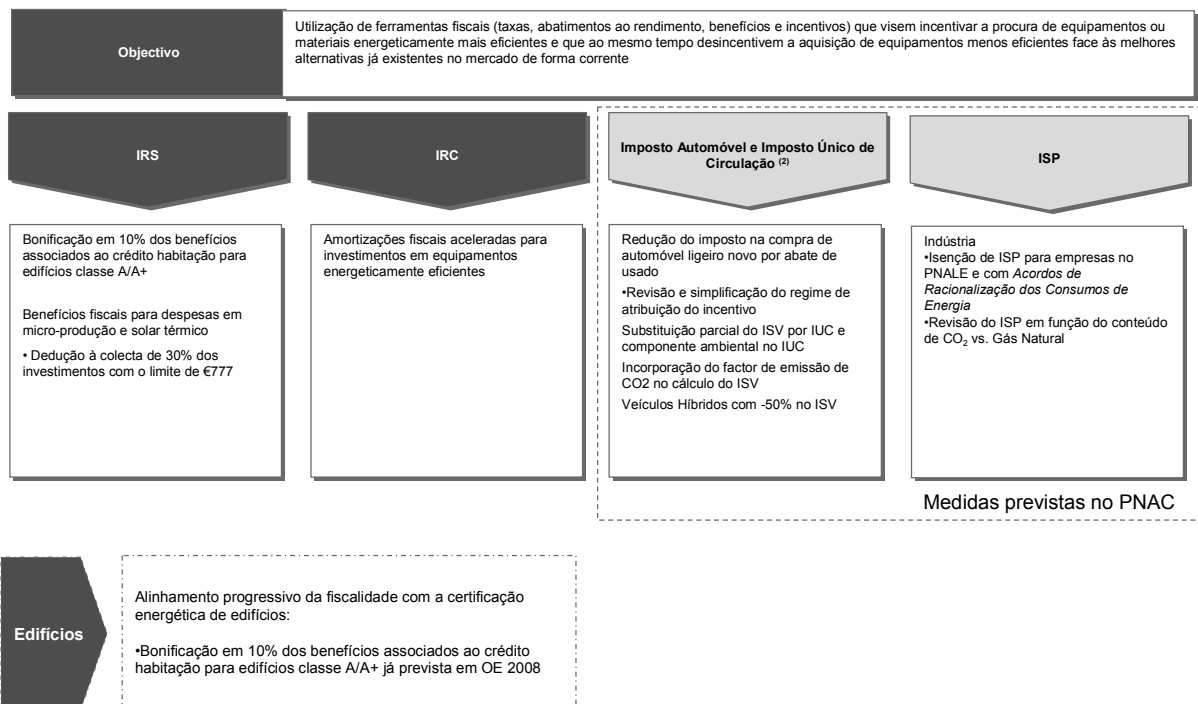 Objectivo
Utilização de ferramentas fiscais (taxas, abatimentos ao rendimento, benefícios e incentivos) que visem incentivar a procura de equipamentos ou
materiais energeticamente mais eficientes e que ao mesmo tempo desincentivem a aquisição de equipamentos menos eficientes face às melhores
alternativas já existentes no mercado de forma corrente
IRS
Bonificação em 10% dos benefícios
associados ao crédito habitação para
edifícios classe A/A+
Benefícios fiscais para despesas em
micro-produção e solar térmico
• Dedução à colecta de 30% dos
investimentos com o limite de €777
IRC
Amortizações fiscais aceleradas para
investimentos em equipamentos
energeticamente eficientes
Imposto Automóvel e Imposto Único de
Circulação (2)
Redução do imposto na compra de
automóvel ligeiro novo por abate de
usado
•Revisão e simplificação do regime de
atribuição do incentivo
Substituição parcial do ISV por IUC e
componente ambiental no IUC
Incorporação do factor de emissão de
CO2 no cálculo do ISV
Veículos Híbridos com -50% no ISV
ISP
Indústria
•Isenção de ISP para empresas no
PNALE e com Acordos de
Racionalização dos Consumos de
Energia
•Revisão do ISP em função do conteúdo
de CO2 vs. Gás Natural
Medidas previstas no PNAC
Edifícios
Alinhamento progressivo da fiscalidade com a certificação
energética de edifícios:
•Bonificação em 10% dos benefícios associados ao crédito
habitação para edifícios classe A/A+ já prevista em OE 2008